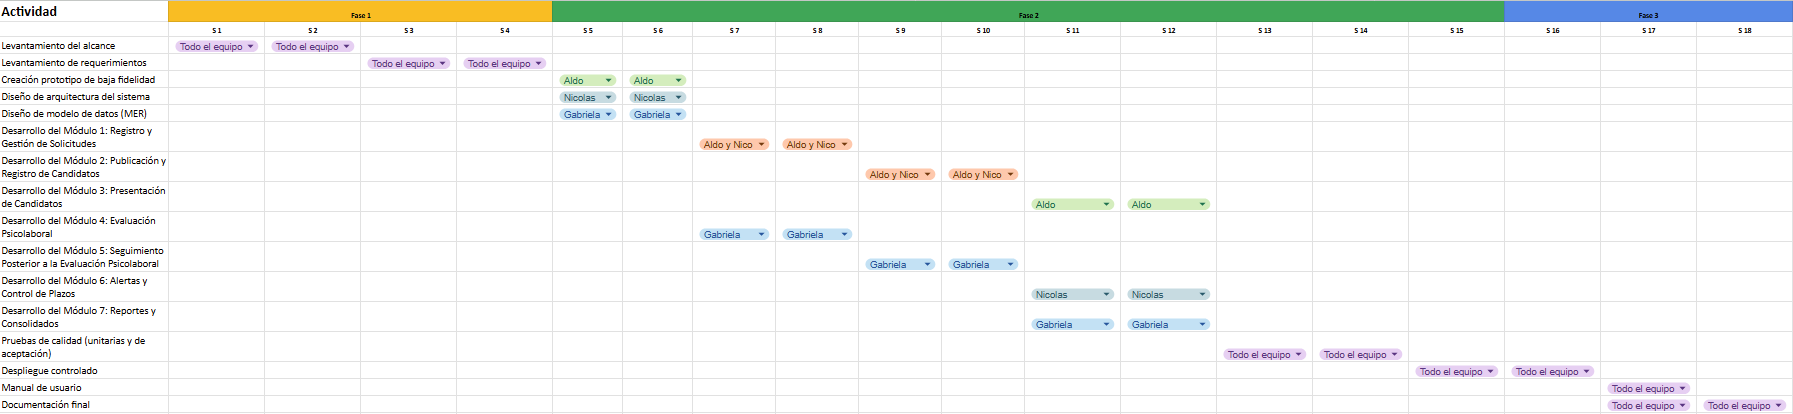 Actividad Fase 1 Fase 2 Fase 3
S 1 S 2 S 3 S 4 S 5 S 6 S 7 S 8 S 9 S 10 S 11 S 12 S 13 S 14 S 15 S 16 S 17 S 18
Levantamiento del alcance Todo el equipo Todo el equipo
Levantamiento de requerimientos Todo el equipo Todo el equipo
Creación prototipo de baja fidelidad Aldo Aldo
Diseño de arquitectura del sistema Nicolas Nicolas
Diseño de modelo de datos (MER) Gabriela Gabriela
Desarrollo del Módulo 1: Registro y
Gestión de Solicitudes Aldo y Nico Aldo y Nico
Desarrollo del Módulo 2: Publicación y
Registro de Candidatos Aldo y Nico Aldo y Nico
Desarrollo del Módulo 3: Presentación
de Candidatos Aldo Aldo
Desarrollo del Módulo 4: Evaluación
Psicolaboral Gabriela Gabriela
Desarrollo del Módulo 5: Seguimiento
Posterior a la Evaluación Psicolaboral Gabriela Gabriela
Desarrollo del Módulo 6: Alertas y
Control de Plazos Nicolas Nicolas
Desarrollo del Módulo 7: Reportes y
Consolidados Gabriela Gabriela
Pruebas de calidad (unitarias y de
aceptación) Todo el equipo Todo el equipo
Despliegue controlado Todo el equipo Todo el equipo
Manual de usuario Todo el equipo
Documentación final Todo el equipo Todo el equipo